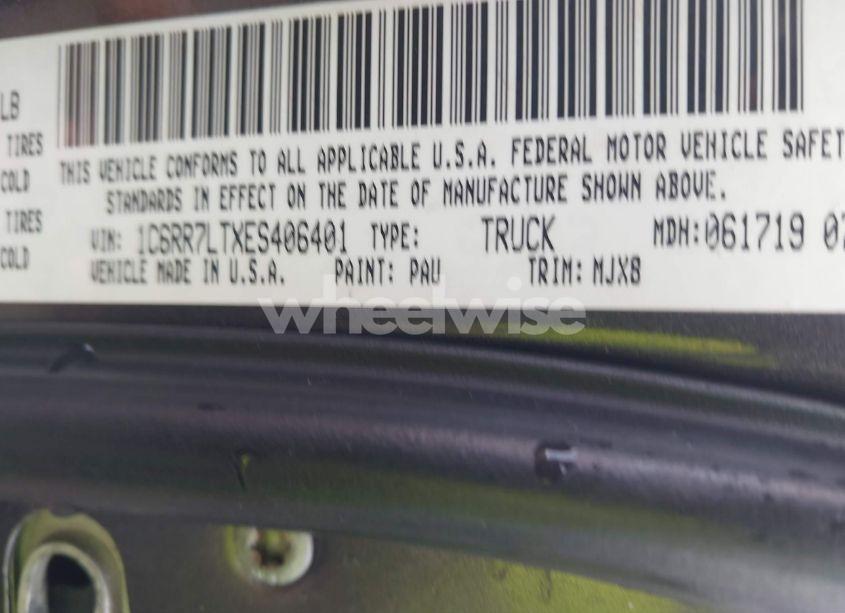 LB
TIRES
COLD
TIRES
COLD
THIS VEHICLE CONFORMS TO ALL APPLICABLE U.S.A. FEDERAL MOTOR VEHICLE SAFET
STANDARDS IN EFFECT ON THE DATE OF MANUFACTURE SHOWN ABOVE.
VIN: 1C6RR7LTXES406401 TYPE: TRUCK MDH:061719 07
VEHICLE MADE IN U.S.A. PAINT: PAU TRIM: MJX8
wheelwise